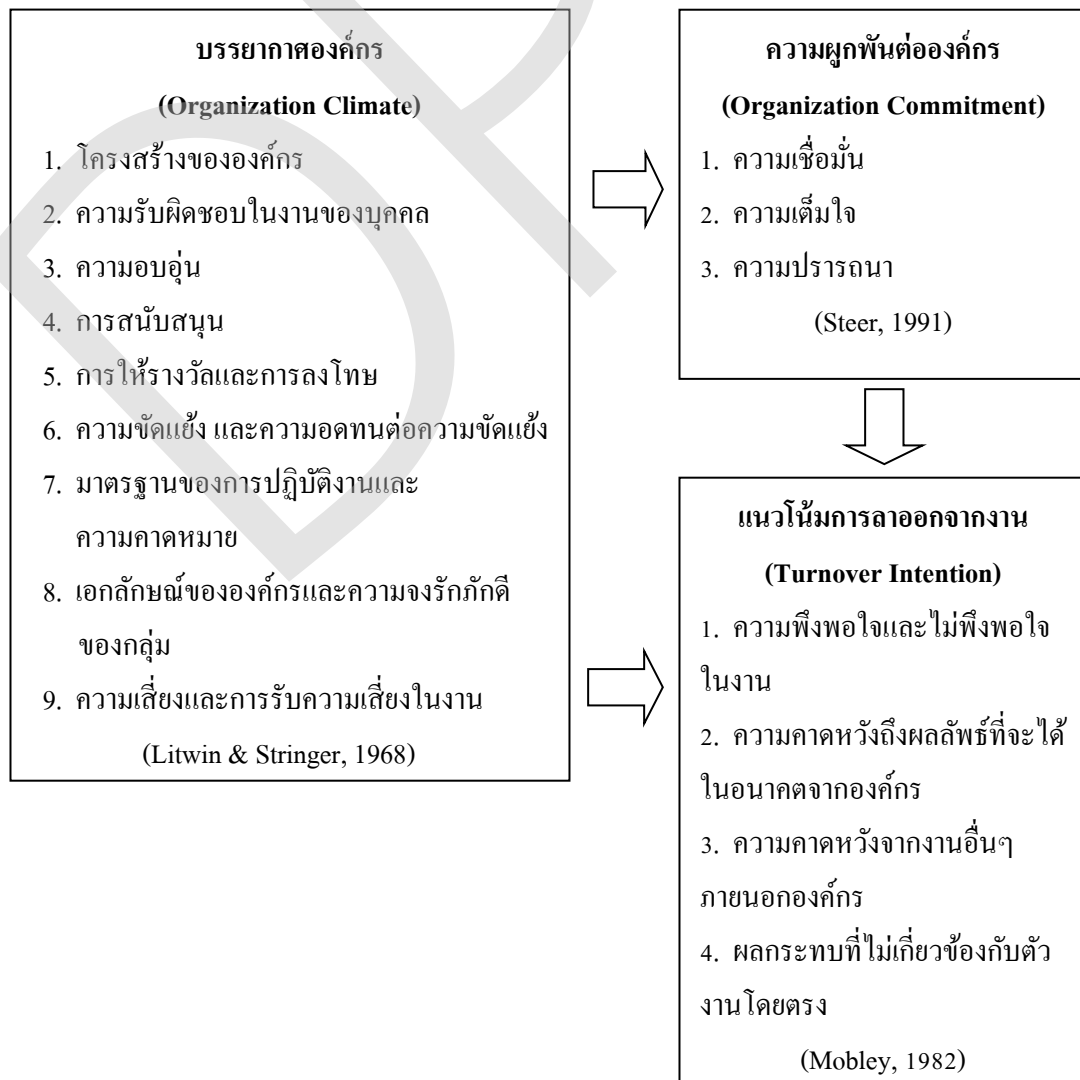 บรรยากาศองค์กร
(Organization Climate)
1. โครงสร้างขององค์กร
2. ความรับผิดชอบในงานของบุคคล
3. ความอบอุ่น
4. การสนับสนุน
5. การให้รางวัลและการลงโทษ
6. ความขัดแย้ง และความอดทนต่อความขัดแย้ง
7. มาตรฐานของการปฏิบัติงานและ
ความคาดหมาย
8. เอกลักษณ์ขององค์กรและความจงรักภักดี
ของกลุ่ม
9. ความเสี่ยงและการรับความเสี่ยงในงาน
(Litwin & Stringer, 1968)
ความผูกพันต่อองค์กร
(Organization Commitment)
1. ความเชื่อมั่น
2. ความเต็มใจ
3. ความปรารถนา
(Steer, 1991)
แนวโน้มการลาออกจากงาน
(Turnover Intention)
1. ความพึงพอใจและไม่พึงพอใจ
ในงาน
2. ความคาดหวังถึงผลลัพธ์ที่จะได้
ในอนาคตจากองค์กร
3. ความคาดหวังจากงานอื่นๆ
ภายนอกองค์กร
4. ผลกระทบที่ไม่เกี่ยวข้องกับตัว
งานโดยตรง
(Mobley, 1982)